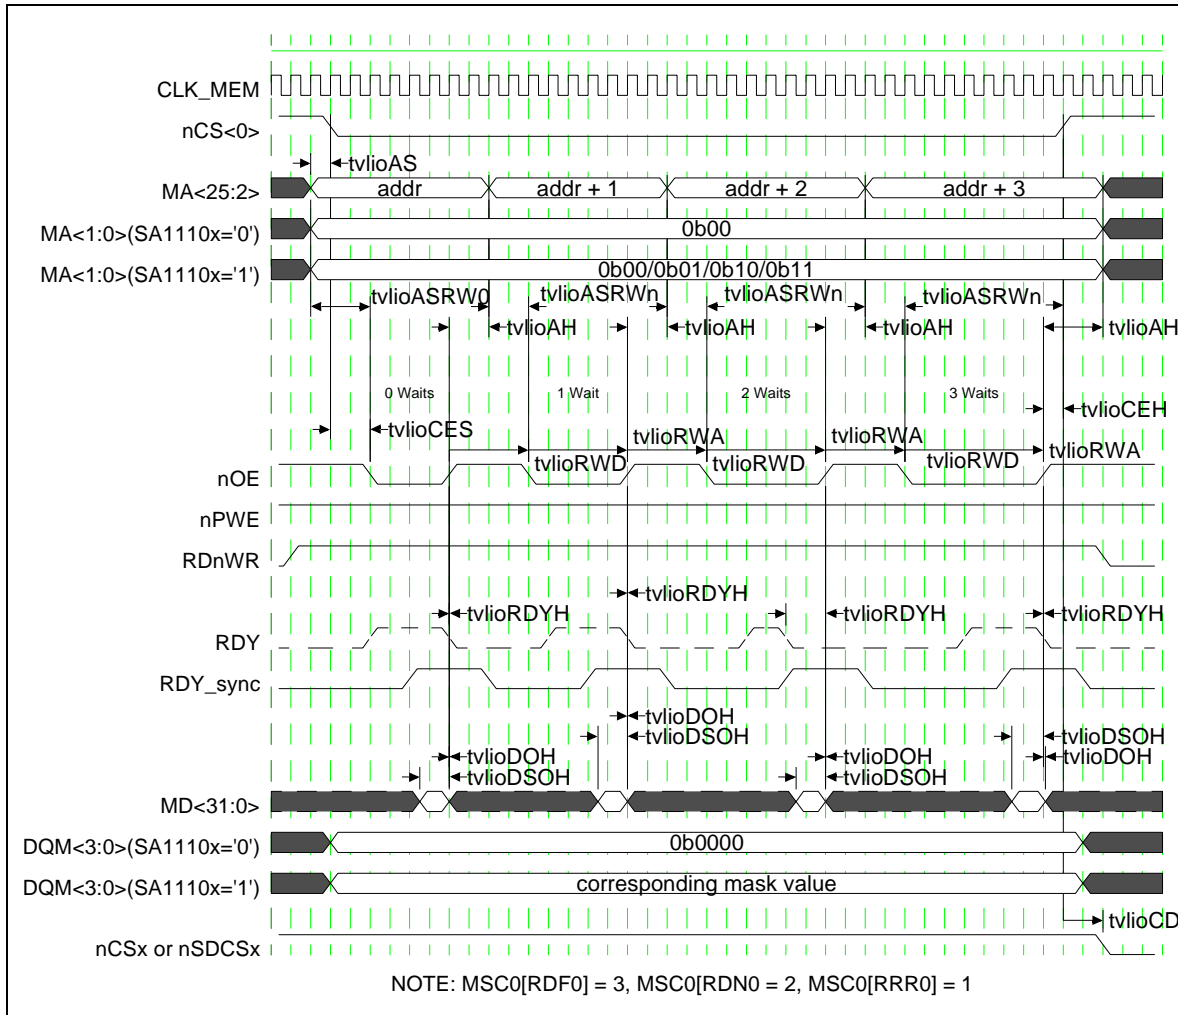 CLK_MEM
nCS<0>
tvlioAS
MA<25:2>
addr
addr + 1
addr + 2
addr + 3
MA<1:0>(SA1110x='0')
0b00
MA<1:0>(SA1110x='1')
0b00/0b01/0b10/0b11
tvlioASRW0
tvlioASRWn
tvlioASRWn
tvlioASRWn
tvlioAH
tvlioAH
tvlioAH
tvlioAH
0 Waits
1 Wait
2 Waits
3 Waits
tvlioCEH
tvlioCES
tvlioRWA
tvlioRWA
tvlioRWA
nOE
tvlioRWD
tvlioRWD
tvlioRWD
nPWE
RDnWR
tvlioRDYH
tvlioRDYH
tvlioRDYH
tvlioRDYH
RDY
RDY_sync
tvlioDOH
tvlioDSOH
tvlioDSOH
tvlioDOH
tvlioDOH
tvlioDOH
tvlioDSOH
tvlioDSOH
MD<31:0>
DQM<3:0>(SA1110x='0')
0b0000
DQM<3:0>(SA1110x='1')
corresponding mask value
tvlioCD
nCSx or nSDCSx
NOTE: MSC0[RDF0] = 3, MSC0[RDN0 = 2, MSC0[RRR0] = 1